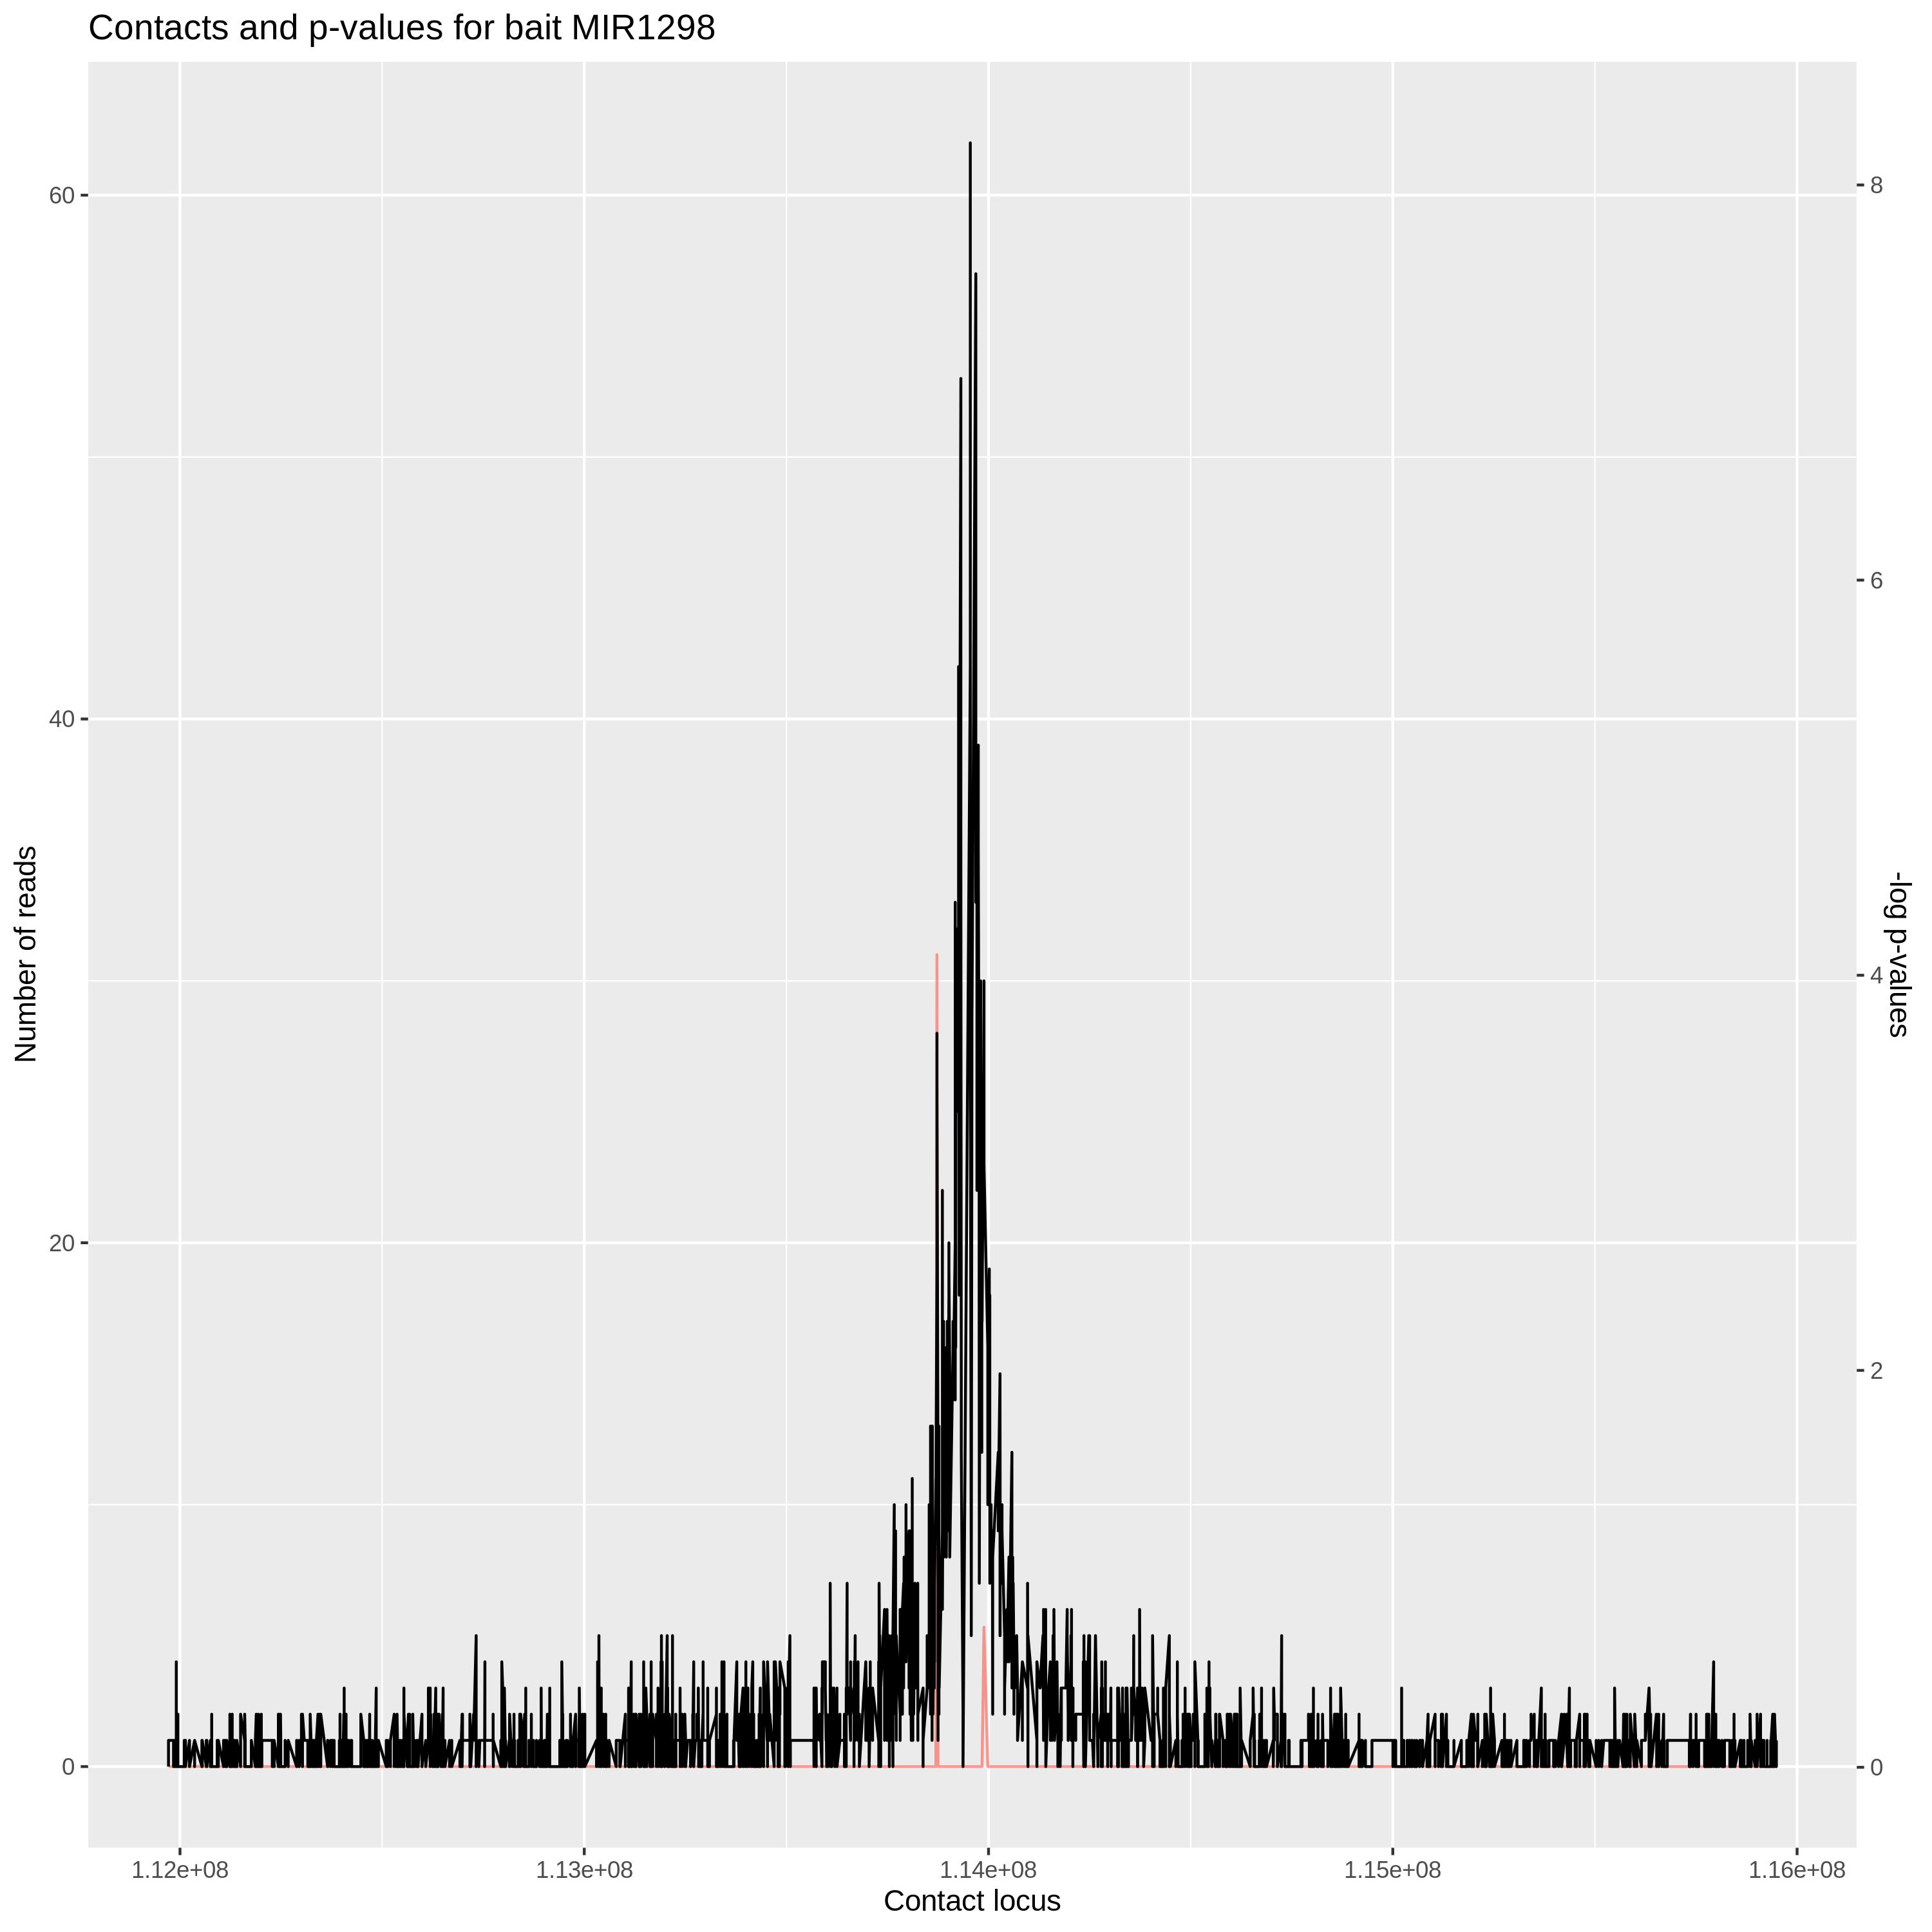 Contacts and p-values for bait MIR1298
60
40
20
0
Number of reads
8
6
4
2
0
-log p-values
1.12e+08
1.13e+08
1.14e+08
1.15e+08
1.16e+08
Contact locus